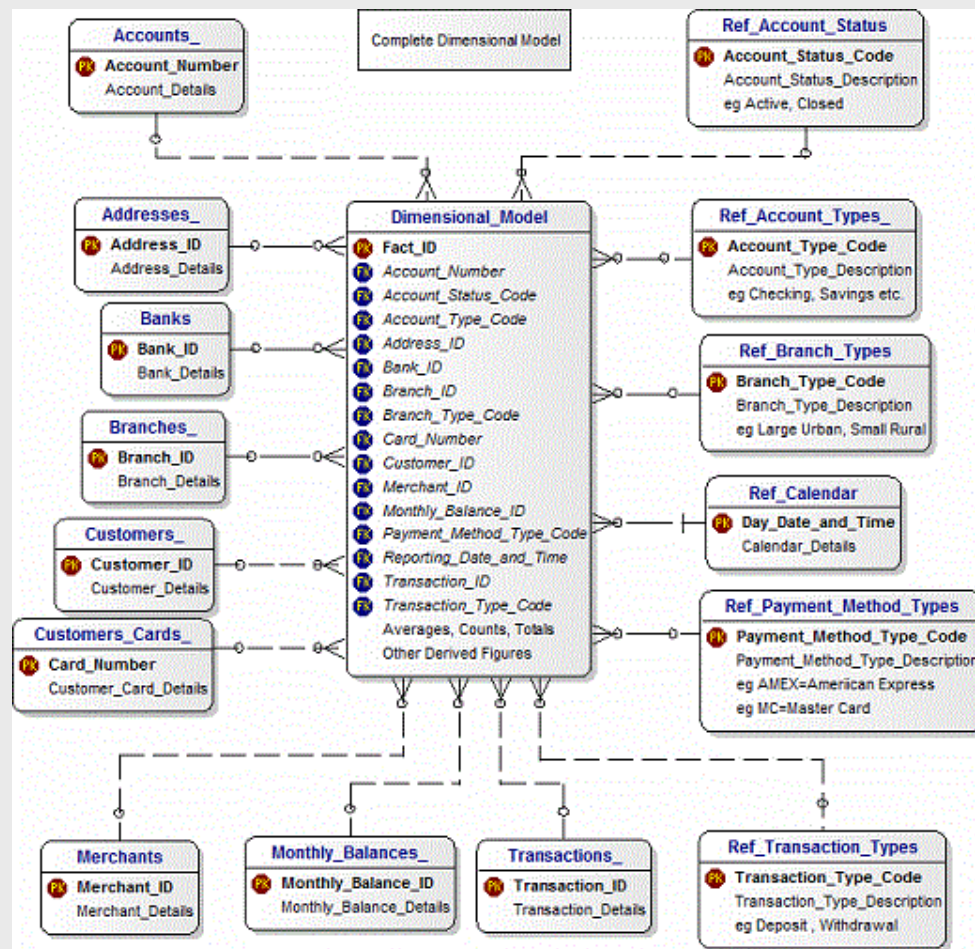 Complete Dimensional Model
Accounts_
PK Account_Number
Account_Details
Ref_Account_Status
PK Account_Status_Code
Account_Status_Description
eg Active, Closed
Addresses_
PK Address_ID
Address_Details
Banks
PK Bank_ID
Bank_Details
Branches_
PK Branch_ID
Branch_Details
Customers_
PK Customer_ID
Customer_Details
Customers_Cards_
PK Card_Number
Customer_Card_Details
Dimensional_Model
PK Fact_ID
FK Account_Number
FK Account_Status_Code
FK Account_Type_Code
FK Address_ID
FK Bank_ID
FK Branch_ID
FK Branch_Type_Code
FK Card_Number
FK Customer_ID
FK Merchant_ID
FK Monthly_Balance_ID
FK Payment_Method_Type_Code
FK Reporting_Date_and_Time
FK Transaction_ID
FK Transaction_Type_Code
Averages, Counts, Totals
Other Derived Figures
Ref_Account_Types_
PK Account_Type_Code
Account_Type_Description
eg Checking, Savings etc.
Ref_Branch_Types
PK Branch_Type_Code
Branch_Type_Description
eg Large Urban, Small Rural
Ref_Calendar
PK Day_Date_and_Time
Calendar_Details
Ref_Payment_Method_Types
PK Payment_Method_Type_Code
Payment_Method_Type_Description
eg AMEX=Ameriican Express
eg MC=Master Card
Merchants
PK Merchant_ID
Merchant_Details
Monthly_Balances_
PK Monthly_Balance_ID
Monthly_Balance_Details
Transactions_
PK Transaction_ID
Transaction_Details
Ref_Transaction_Types
PK Transaction_Type_Code
Transaction_Type_Description
eg Deposit , Withdrawal